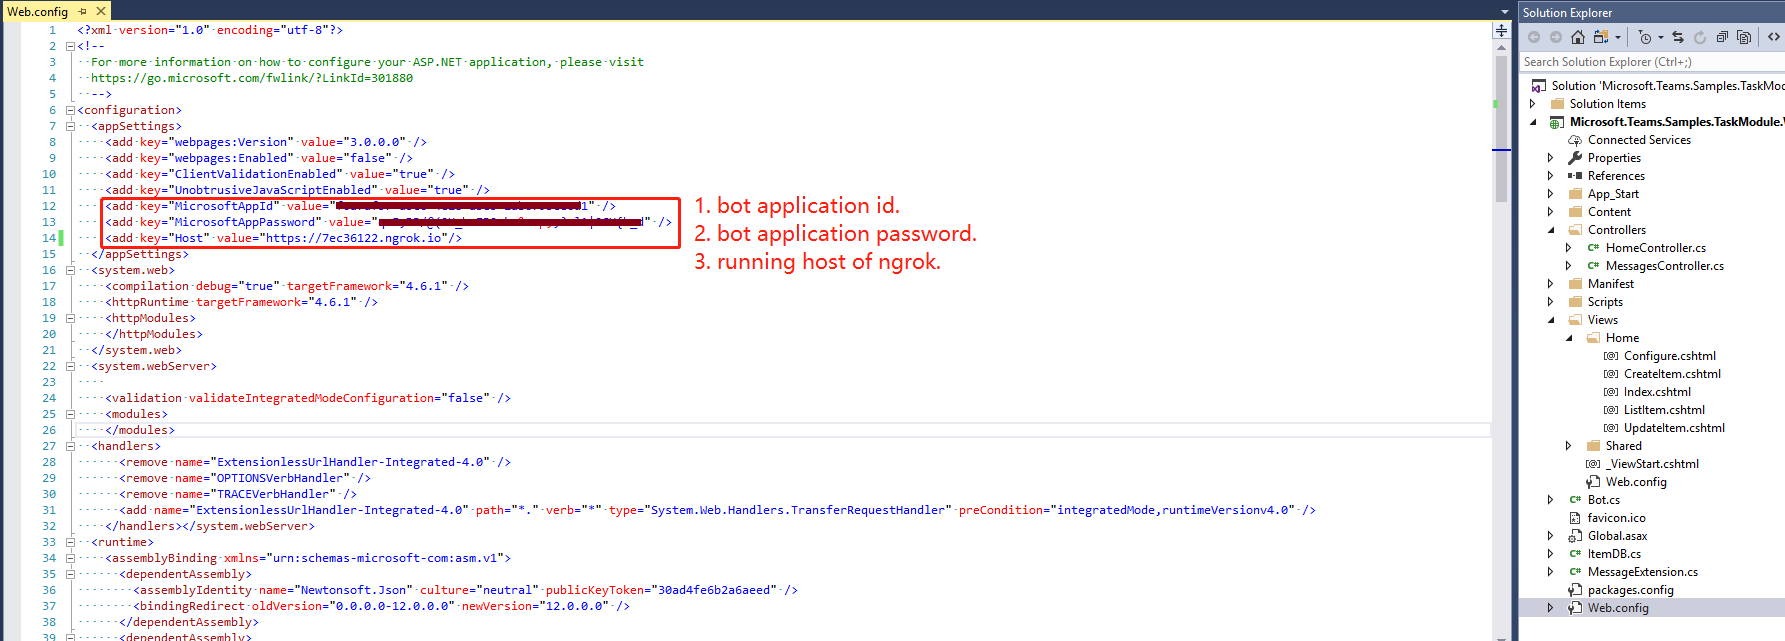 Web.config
1 <?xml version="1.0" encoding="utf-8"?>
2 <!--
3 For more information on how to configure your ASP.NET application, please visit
4 https://go.microsoft.com/fwlink/?LinkId=301880
5 -->
6 <configuration>
7 <appSettings>
8 <add key="webpages:Version" value="3.0.0.0" />
9 <add key="webpages:Enabled" value="false" />
10 <add key="ClientValidationEnabled" value="true" />
11 <add key="UnobtrusiveJavaScriptEnabled" value="true" />
12 <add key="MicrosoftAppId" value=" 1" />
13 <add key="MicrosoftAppPassword" value=" " />
14 <add key="Host" value="https://7ec36122.ngrok.io"/>
15 </appSettings>
16 <system.web>
17 <compilation debug="true" targetFramework="4.6.1" />
18 <httpRuntime targetFramework="4.6.1" />
19 <httpModules>
20 </httpModules>
21 </system.web>
22 <system.webServer>
23
24 <validation validateIntegratedModeConfiguration="false" />
25 <modules>
26 </modules>
27 <handlers>
28 <remove name="ExtensionlessUrlHandler-Integrated-4.0" />
29 <remove name="OPTIONSVerbHandler" />
30 <remove name="TRACEVerbHandler" />
31 <add name="ExtensionlessUrlHandler-Integrated-4.0" path="*." verb="*" type="System.Web.Handlers.TransferRequestHandler" preCondition="integratedMode,runtimeVersionv4.0" />
32 </handlers></system.webServer>
33 <runtime>
34 <assemblyBinding xmlns="urn:schemas-microsoft-com:asm.v1">
35 <dependentAssembly>
36 <assemblyIdentity name="Newtonsoft.Json" culture="neutral" publicKeyToken="30ad4fe6b2a6aeed" />
37 <bindingRedirect oldVersion="0.0.0.0-12.0.0.0" newVersion="12.0.0.0" />
38 </dependentAssembly>
39 <dependentAssembly>
1. bot application id.
2. bot application password.
3. running host of ngrok.
Solution Explorer
Search Solution Explorer (Ctrl+;)
Solution 'Microsoft.Teams.Samples.TaskMod
Solution Items
Microsoft.Teams.Samples.TaskModule.
Connected Services
Properties
References
App_Start
Content
Controllers
C# HomeController.cs
C# MessagesController.cs
Manifest
Scripts
Views
Home
[@] Configure.cshtml
[@] CreateItem.cshtml
[@] Index.cshtml
[@] ListItem.cshtml
[@] UpdateItem.cshtml
Shared
[@] _ViewStart.cshtml
Web.config
C# Bot.cs
favicon.ico
Global.asax
C# ItemDB.cs
C# MessageExtension.cs
packages.config
Web.config